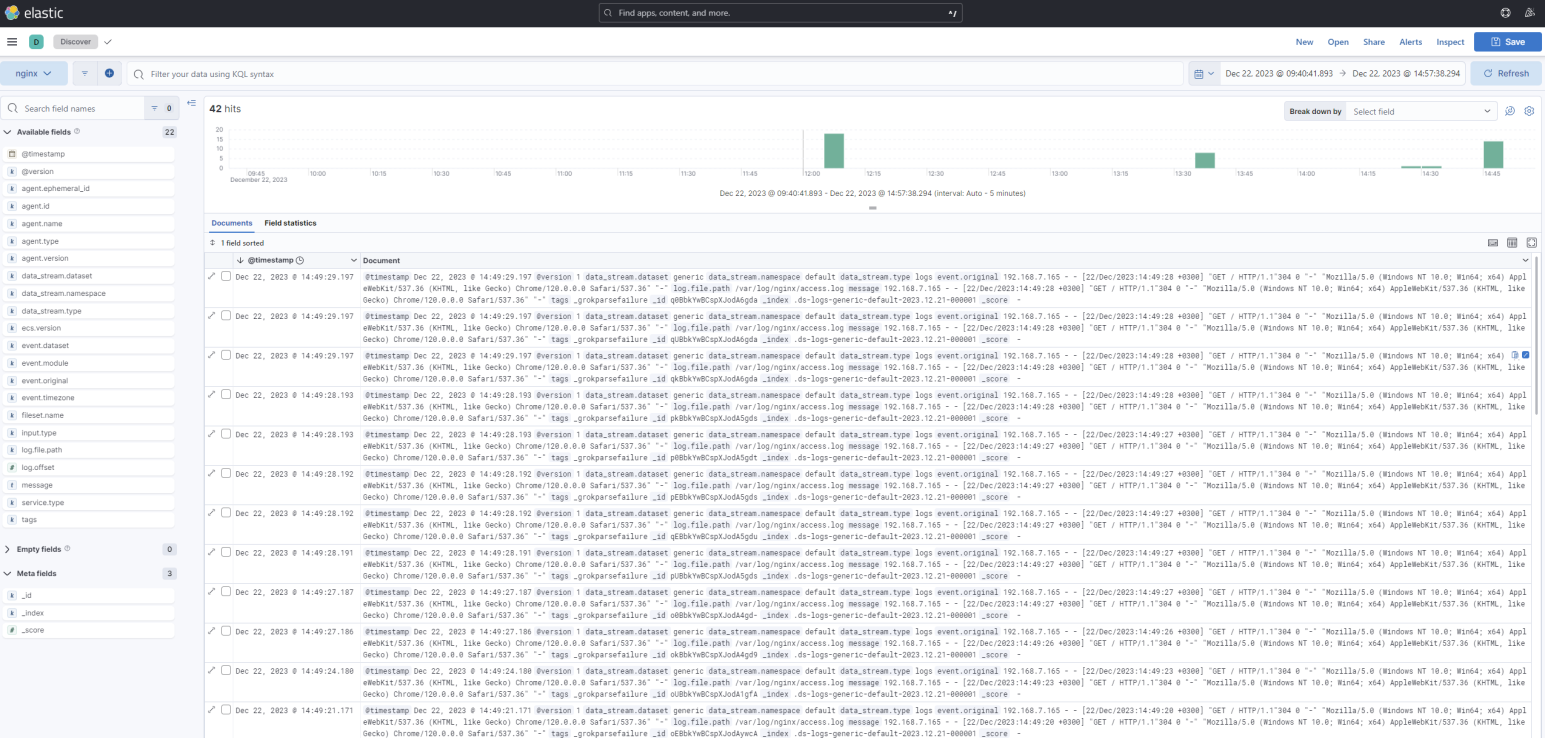 elastic
Find apps, content, and more.
^/
D
Discover
New
Open
Share
Alerts
Inspect
Save
nginx
Filter your data using KQL syntax
Dec 22, 2023 @ 09:40:41.893 → Dec 22, 2023 @ 14:57:38.294
Refresh
Search field names
0
42 hits
Break down by
Select field
Available fields
22
@timestamp
@version
agent.ephemeral_id
agent.id
agent.name
agent.type
agent.version
data_stream.dataset
data_stream.namespace
data_stream.type
ecs.version
event.dataset
event.module
event.original
event.timezone
fileset.name
input.type
log.file.path
log.offset
message
service.type
tags
Empty fields
0
Meta fields
3
_id
_index
_score
20
15
10
5
0
09:45 10:00 10:15 10:30 10:45 11:00 11:15 11:30 11:45 12:00 12:15 12:30 12:45 13:00 13:15 13:30 13:45 14:00 14:15 14:30 14:45
December 22, 2023
Dec 22, 2023 @ 09:40:41.893 - Dec 22, 2023 @ 14:57:38.294 (interval: Auto - 5 minutes)
Documents
Field statistics
1 field sorted
@timestamp
Document
Dec 22, 2023 @ 14:49:29.197 @timestamp Dec 22, 2023 @ 14:49:29.197 @version 1 data_stream.dataset generic data_stream.namespace default data_stream.type logs event.original 192.168.7.165 - - [22/Dec/2023:14:49:28 +0300] "GET / HTTP/1.1"304 0 "-" "Mozilla/5.0 (Windows NT 10.0; Win64; x64) Appl
eWebKit/537.36 (KHTML, like Gecko) Chrome/120.0.0.0 Safari/537.36" "-" log.file.path /var/log/nginx/access.log message 192.168.7.165 - - [22/Dec/2023:14:49:28 +0300] "GET / HTTP/1.1"304 0 "-" "Mozilla/5.0 (Windows NT 10.0; Win64; x64) AppleWebKit/537.36 (KHTML, like
Gecko) Chrome/120.0.0.0 Safari/537.36" "-" tags _grokparsefailure _id q0BbkYwBCspXJodA6gda _index .ds-logs-generic-default-2023.12.21-000001 _score -
Dec 22, 2023 @ 14:49:29.197 @timestamp Dec 22, 2023 @ 14:49:29.197 @version 1 data_stream.dataset generic data_stream.namespace default data_stream.type logs event.original 192.168.7.165 - - [22/Dec/2023:14:49:28 +0300] "GET / HTTP/1.1"304 0 "-" "Mozilla/5.0 (Windows NT 10.0; Win64; x64) Appl
eWebKit/537.36 (KHTML, like Gecko) Chrome/120.0.0.0 Safari/537.36" "-" log.file.path /var/log/nginx/access.log message 192.168.7.165 - - [22/Dec/2023:14:49:28 +0300] "GET / HTTP/1.1"304 0 "-" "Mozilla/5.0 (Windows NT 10.0; Win64; x64) AppleWebKit/537.36 (KHTML, like
Gecko) Chrome/120.0.0.0 Safari/537.36" "-" tags _grokparsefailure _id qUBbkYwBCspXJodA6gda _index .ds-logs-generic-default-2023.12.21-000001 _score -
Dec 22, 2023 @ 14:49:29.197 @timestamp Dec 22, 2023 @ 14:49:29.197 @version 1 data_stream.dataset generic data_stream.namespace default data_stream.type logs event.original 192.168.7.165 - - [22/Dec/2023:14:49:28 +0300] "GET / HTTP/1.1"304 0 "-" "Mozilla/5.0 (Windows NT 10.0; Win64; x64)
eWebKit/537.36 (KHTML, like Gecko) Chrome/120.0.0.0 Safari/537.36" "-" log.file.path /var/log/nginx/access.log message 192.168.7.165 - - [22/Dec/2023:14:49:28 +0300] "GET / HTTP/1.1"304 0 "-" "Mozilla/5.0 (Windows NT 10.0; Win64; x64) AppleWebKit/537.36 (KHTML, like
Gecko) Chrome/120.0.0.0 Safari/537.36" "-" tags _grokparsefailure _id qkBbkYwBCspXJodA6gda _index .ds-logs-generic-default-2023.12.21-000001 _score -
Dec 22, 2023 @ 14:49:28.193 @timestamp Dec 22, 2023 @ 14:49:28.193 @version 1 data_stream.dataset generic data_stream.namespace default data_stream.type logs event.original 192.168.7.165 - - [22/Dec/2023:14:49:28 +0300] "GET / HTTP/1.1"304 0 "-" "Mozilla/5.0 (Windows NT 10.0; Win64; x64) Appl
eWebKit/537.36 (KHTML, like Gecko) Chrome/120.0.0.0 Safari/537.36" "-" log.file.path /var/log/nginx/access.log message 192.168.7.165 - - [22/Dec/2023:14:49:28 +0300] "GET / HTTP/1.1"304 0 "-" "Mozilla/5.0 (Windows NT 10.0; Win64; x64) AppleWebKit/537.36 (KHTML, like
Gecko) Chrome/120.0.0.0 Safari/537.36" "-" tags _grokparsefailure _id pkBbkYwBCspXJodA5gds _index .ds-logs-generic-default-2023.12.21-000001 _score -
Dec 22, 2023 @ 14:49:28.193 @timestamp Dec 22, 2023 @ 14:49:28.193 @version 1 data_stream.dataset generic data_stream.namespace default data_stream.type logs event.original 192.168.7.165 - - [22/Dec/2023:14:49:27 +0300] "GET / HTTP/1.1"304 0 "-" "Mozilla/5.0 (Windows NT 10.0; Win64; x64) Appl
eWebKit/537.36 (KHTML, like Gecko) Chrome/120.0.0.0 Safari/537.36" "-" log.file.path /var/log/nginx/access.log message 192.168.7.165 - - [22/Dec/2023:14:49:27 +0300] "GET / HTTP/1.1"304 0 "-" "Mozilla/5.0 (Windows NT 10.0; Win64; x64) AppleWebKit/537.36 (KHTML, like
Gecko) Chrome/120.0.0.0 Safari/537.36" "-" tags _grokparsefailure _id p0BbkYwBCspXJodA5gdt _index .ds-logs-generic-default-2023.12.21-000001 _score -
Dec 22, 2023 @ 14:49:28.192 @timestamp Dec 22, 2023 @ 14:49:28.192 @version 1 data_stream.dataset generic data_stream.namespace default data_stream.type logs event.original 192.168.7.165 - - [22/Dec/2023:14:49:27 +0300] "GET / HTTP/1.1"304 0 "-" "Mozilla/5.0 (Windows NT 10.0; Win64; x64) Appl
eWebKit/537.36 (KHTML, like Gecko) Chrome/120.0.0.0 Safari/537.36" "-" log.file.path /var/log/nginx/access.log message 192.168.7.165 - - [22/Dec/2023:14:49:27 +0300] "GET / HTTP/1.1"304 0 "-" "Mozilla/5.0 (Windows NT 10.0; Win64; x64) AppleWebKit/537.36 (KHTML, like
Gecko) Chrome/120.0.0.0 Safari/537.36" "-" tags _grokparsefailure _id pEBbkYwBCspXJodA5gds _index .ds-logs-generic-default-2023.12.21-000001 _score -
Dec 22, 2023 @ 14:49:28.192 @timestamp Dec 22, 2023 @ 14:49:28.192 @version 1 data_stream.dataset generic data_stream.namespace default data_stream.type logs event.original 192.168.7.165 - - [22/Dec/2023:14:49:27 +0300] "GET / HTTP/1.1"304 0 "-" "Mozilla/5.0 (Windows NT 10.0; Win64; x64) Appl
eWebKit/537.36 (KHTML, like Gecko) Chrome/120.0.0.0 Safari/537.36" "-" log.file.path /var/log/nginx/access.log message 192.168.7.165 - - [22/Dec/2023:14:49:27 +0300] "GET / HTTP/1.1"304 0 "-" "Mozilla/5.0 (Windows NT 10.0; Win64; x64) AppleWebKit/537.36 (KHTML, like
Gecko) Chrome/120.0.0.0 Safari/537.36" "-" tags _grokparsefailure _id qEBbkYwBCspXJodA5gds _index .ds-logs-generic-default-2023.12.21-000001 _score -
Dec 22, 2023 @ 14:49:28.191 @timestamp Dec 22, 2023 @ 14:49:28.191 @version 1 data_stream.dataset generic data_stream.namespace default data_stream.type logs event.original 192.168.7.165 - - [22/Dec/2023:14:49:27 +0300] "GET / HTTP/1.1"304 0 "-" "Mozilla/5.0 (Windows NT 10.0; Win64; x64) Appl
eWebKit/537.36 (KHTML, like Gecko) Chrome/120.0.0.0 Safari/537.36" "-" log.file.path /var/log/nginx/access.log message 192.168.7.165 - - [22/Dec/2023:14:49:27 +0300] "GET / HTTP/1.1"304 0 "-" "Mozilla/5.0 (Windows NT 10.0; Win64; x64) AppleWebKit/537.36 (KHTML, like
Gecko) Chrome/120.0.0.0 Safari/537.36" "-" tags _grokparsefailure _id pUBbkYwBCspXJodA5gds _index .ds-logs-generic-default-2023.12.21-000001 _score -
Dec 22, 2023 @ 14:49:27.187 @timestamp Dec 22, 2023 @ 14:49:27.187 @version 1 data_stream.dataset generic data_stream.namespace default data_stream.type logs event.original 192.168.7.165 - - [22/Dec/2023:14:49:27 +0300] "GET / HTTP/1.1"304 0 "-" "Mozilla/5.0 (Windows NT 10.0; Win64; x64) Appl
eWebKit/537.36 (KHTML, like Gecko) Chrome/120.0.0.0 Safari/537.36" "-" log.file.path /var/log/nginx/access.log message 192.168.7.165 - - [22/Dec/2023:14:49:27 +0300] "GET / HTTP/1.1"304 0 "-" "Mozilla/5.0 (Windows NT 10.0; Win64; x64) AppleWebKit/537.36 (KHTML, like
Gecko) Chrome/120.0.0.0 Safari/537.36" "-" tags _grokparsefailure _id o0BbkYwBCspXJodA4gd- _index .ds-logs-generic-default-2023.12.21-000001 _score -
Dec 22, 2023 @ 14:49:27.186 @timestamp Dec 22, 2023 @ 14:49:27.186 @version 1 data_stream.dataset generic data_stream.namespace default data_stream.type logs event.original 192.168.7.165 - - [22/Dec/2023:14:49:26 +0300] "GET / HTTP/1.1"304 0 "-" "Mozilla/5.0 (Windows NT 10.0; Win64; x64) Appl
eWebKit/537.36 (KHTML, like Gecko) Chrome/120.0.0.0 Safari/537.36" "-" log.file.path /var/log/nginx/access.log message 192.168.7.165 - - [22/Dec/2023:14:49:26 +0300] "GET / HTTP/1.1"304 0 "-" "Mozilla/5.0 (Windows NT 10.0; Win64; x64) AppleWebKit/537.36 (KHTML, like
Gecko) Chrome/120.0.0.0 Safari/537.36" "-" tags _grokparsefailure _id okBbkYwBCspXJodA4gd9 _index .ds-logs-generic-default-2023.12.21-000001 _score -
Dec 22, 2023 @ 14:49:24.180 @timestamp Dec 22, 2023 @ 14:49:24.180 @version 1 data_stream.dataset generic data_stream.namespace default data_stream.type logs event.original 192.168.7.165 - - [22/Dec/2023:14:49:23 +0300] "GET / HTTP/1.1"304 0 "-" "Mozilla/5.0 (Windows NT 10.0; Win64; x64) Appl
eWebKit/537.36 (KHTML, like Gecko) Chrome/120.0.0.0 Safari/537.36" "-" log.file.path /var/log/nginx/access.log message 192.168.7.165 - - [22/Dec/2023:14:49:23 +0300] "GET / HTTP/1.1"304 0 "-" "Mozilla/5.0 (Windows NT 10.0; Win64; x64) AppleWebKit/537.36 (KHTML, like
Gecko) Chrome/120.0.0.0 Safari/537.36" "-" tags _grokparsefailure _id oUBbkYwBCspXJodA1gfA _index .ds-logs-generic-default-2023.12.21-000001 _score -
Dec 22, 2023 @ 14:49:21.171 @timestamp Dec 22, 2023 @ 14:49:21.171 @version 1 data_stream.dataset generic data_stream.namespace default data_stream.type logs event.original 192.168.7.165 - - [22/Dec/2023:14:49:20 +0300] "GET / HTTP/1.1"304 0 "-" "Mozilla/5.0 (Windows NT 10.0; Win64; x64) Appl
eWebKit/537.36 (KHTML, like Gecko) Chrome/120.0.0.0 Safari/537.36" "-" log.file.path /var/log/nginx/access.log message 192.168.7.165 - - [22/Dec/2023:14:49:20 +0300] "GET / HTTP/1.1"304 0 "-" "Mozilla/5.0 (Windows NT 10.0; Win64; x64) AppleWebKit/537.36 (KHTML, like
Gecko) Chrome/120.0.0.0 Safari/537.36" "-" tags _grokparsefailure _id oEBbkYwBCspXJodAywcA _index .ds-logs-generic-default-2023.12.21-000001 _score -